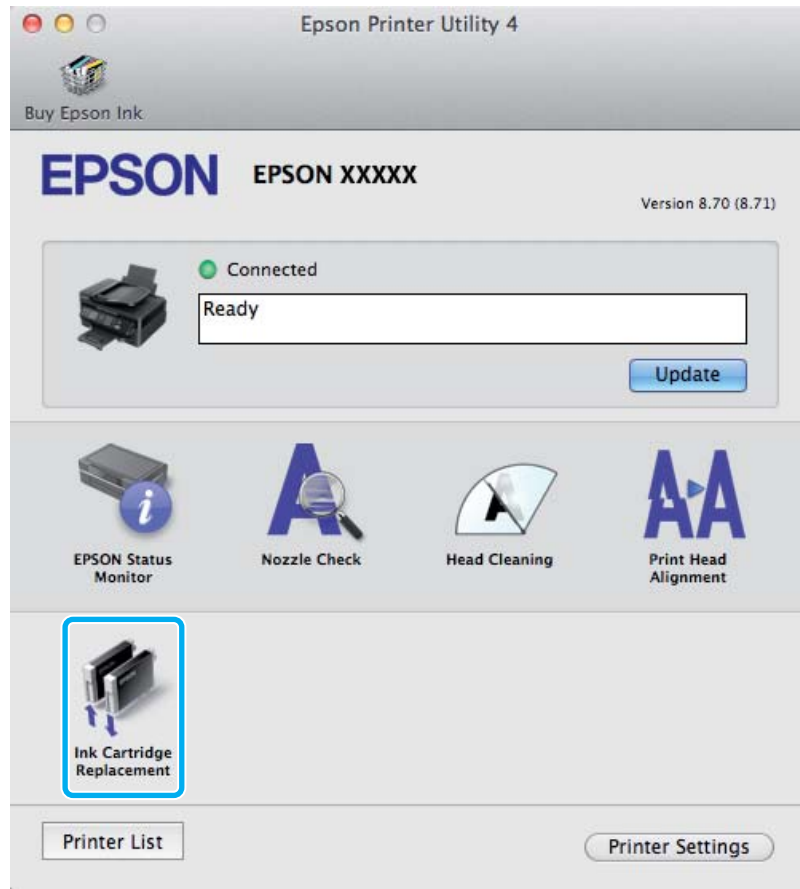 Epson Printer Utility 4
Buy Epson Ink
EPSON EPSON XXXXX
Version 8.70 (8.71)
Connected
Ready
Update
EPSON Status
Monitor
Nozzle Check
Head Cleaning
Print Head
Alignment
Ink Cartridge
Replacement
Printer List
Printer Settings